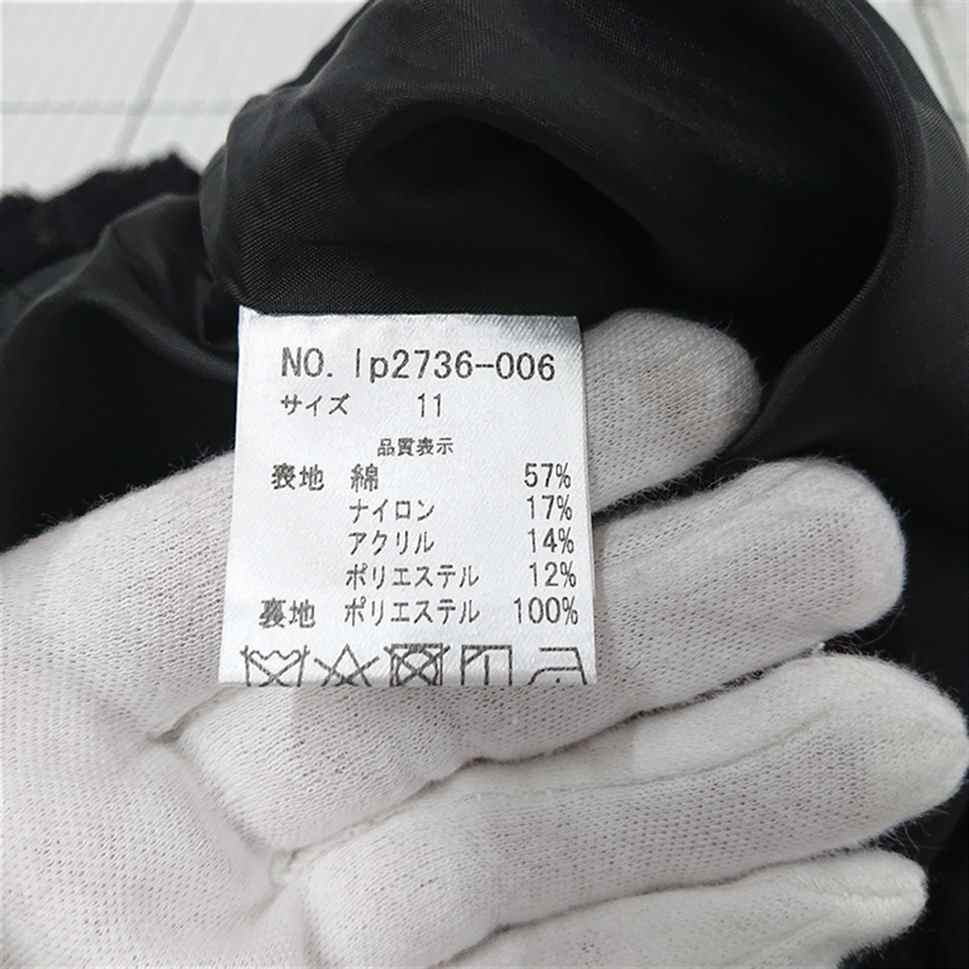 NO. lp2736-006
サイズ 11
品質表示
表地 綿 57%
ナイロン 17%
アクリル 14%
ポリエステル 12%
裏地 ポリエステル 100%